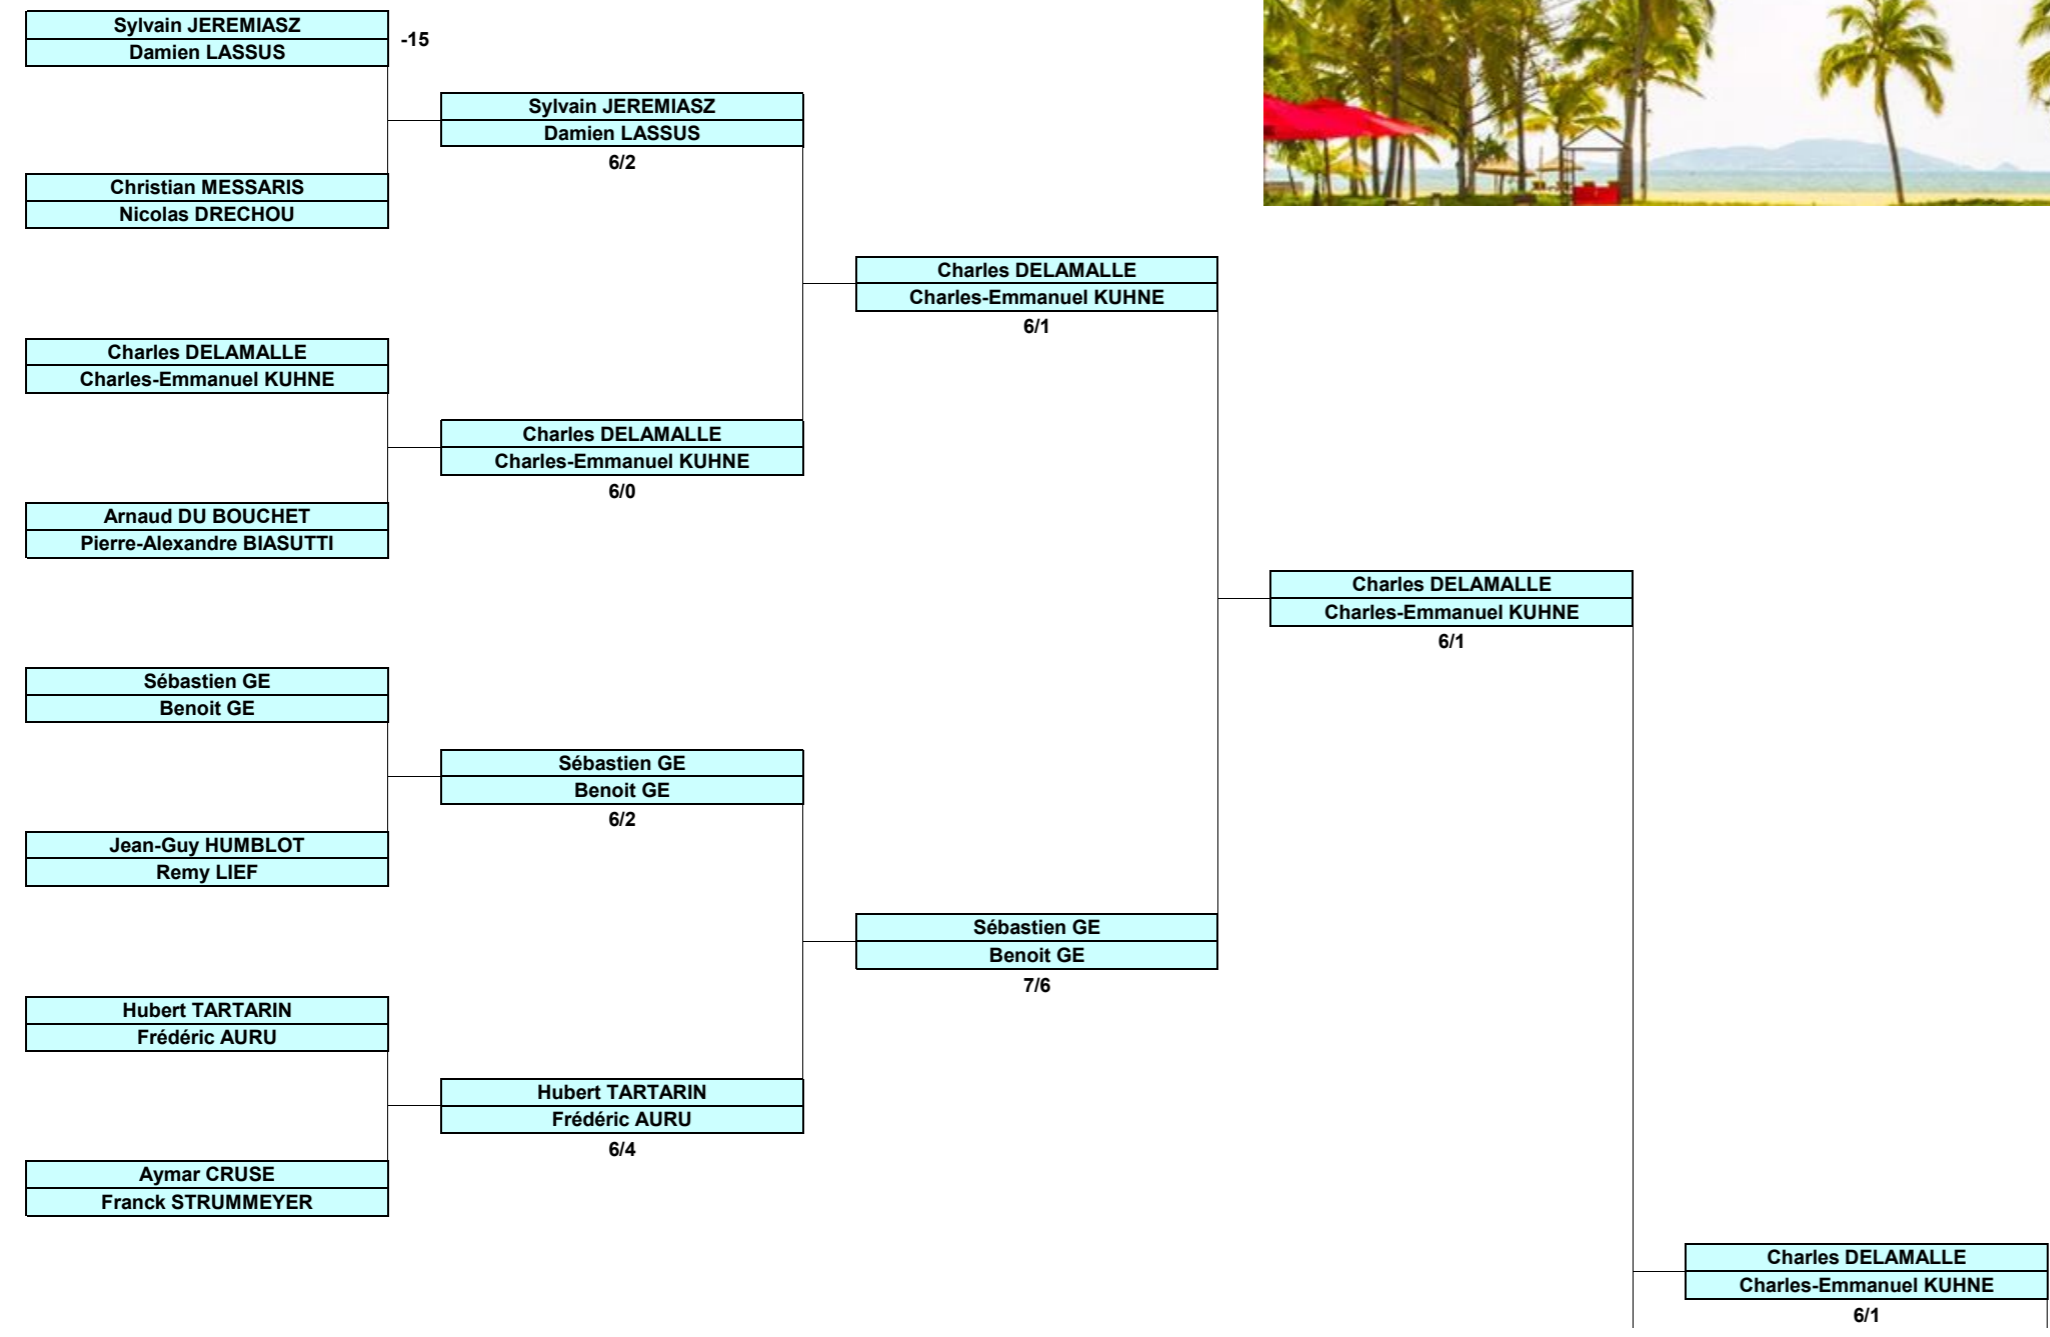 Sylvain JEREMIASZ
Damien LASSUS
-15
Sylvain JEREMIASZ
Damien LASSUS
6/2
Christian MESSARIS
Nicolas DRECHOU
Charles DELAMALLE
Charles-Emmanuel KUHNE
6/1
Charles DELAMALLE
Charles-Emmanuel KUHNE
Charles DELAMALLE
Charles-Emmanuel KUHNE
6/0
Arnaud DU BOUCHET
Pierre-Alexandre BIASUTTI
Charles DELAMALLE
Charles-Emmanuel KUHNE
6/1
Sébastien GE
Benoit GE
Sébastien GE
Benoit GE
6/2
Jean-Guy HUMBLOT
Remy LIEF
Sébastien GE
Benoit GE
7/6
Hubert TARTARIN
Frédéric AURU
Hubert TARTARIN
Frédéric AURU
6/4
Aymar CRUSE
Franck STRUMMEYER
Charles DELAMALLE
Charles-Emmanuel KUHNE
6/1